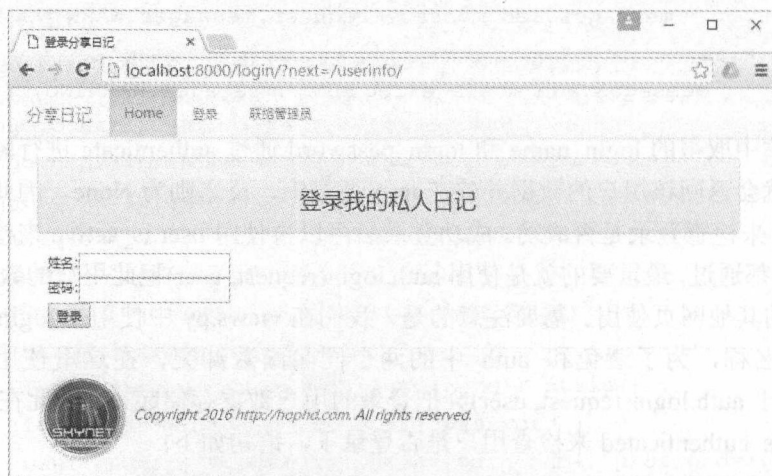 登录分享日记
localhost:8000/login/?next=/userinfo/
分享日记 Home 登录 联络管理员
登录我的私人日记
姓名:
密码:
登录
SKYNET
Copyright 2016 http://hophd.com. All rights reserved.